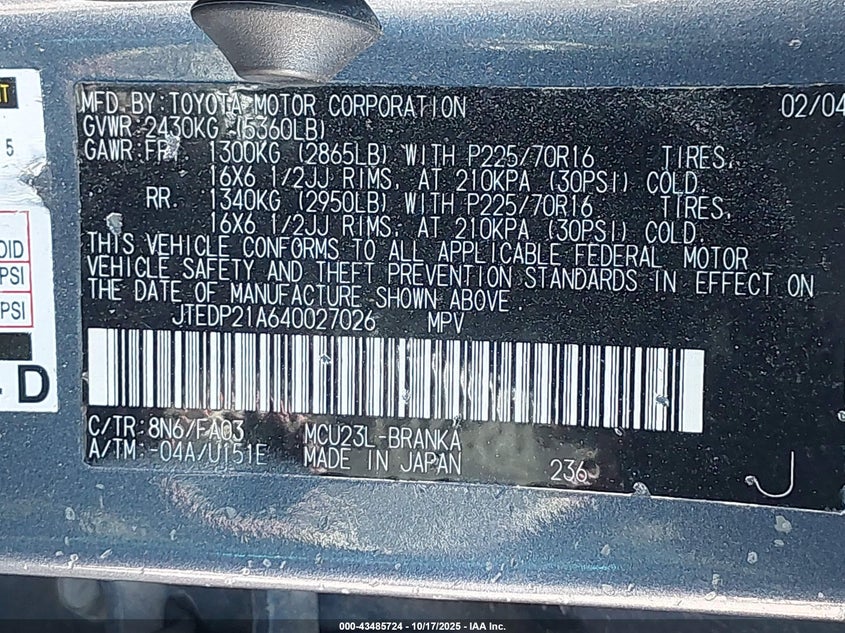 MFD. BY: TOYOTA MOTOR CORPORATION 02/04
GVWR: 2430KG (5360LB)
GAWR: FRT. 1300KG (2865LB) WITH P225/70R16 TIRES,
16X6 1/2JJ RIMS, AT 210KPA (30PSI) COLD.
RR. 1340KG (2950LB) WITH P225/70R16 TIRES,
16X6 1/2JJ RIMS, AT 210KPA (30PSI) COLD.
THIS VEHICLE CONFORMS TO ALL APPLICABLE FEDERAL MOTOR
VEHICLE SAFETY AND THEFT PREVENTION STANDARDS IN EFFECT ON
THE DATE OF MANUFACTURE SHOWN ABOVE.
JTEDP21A640027026 MPV
C/TR: 8N6/FA03 MCU23L-BRANKA
A/TM: -04A/U151E MADE IN JAPAN 236 J
5
PSI
PSI
D
000-43485724 - 10/17/2025 - IAA Inc.